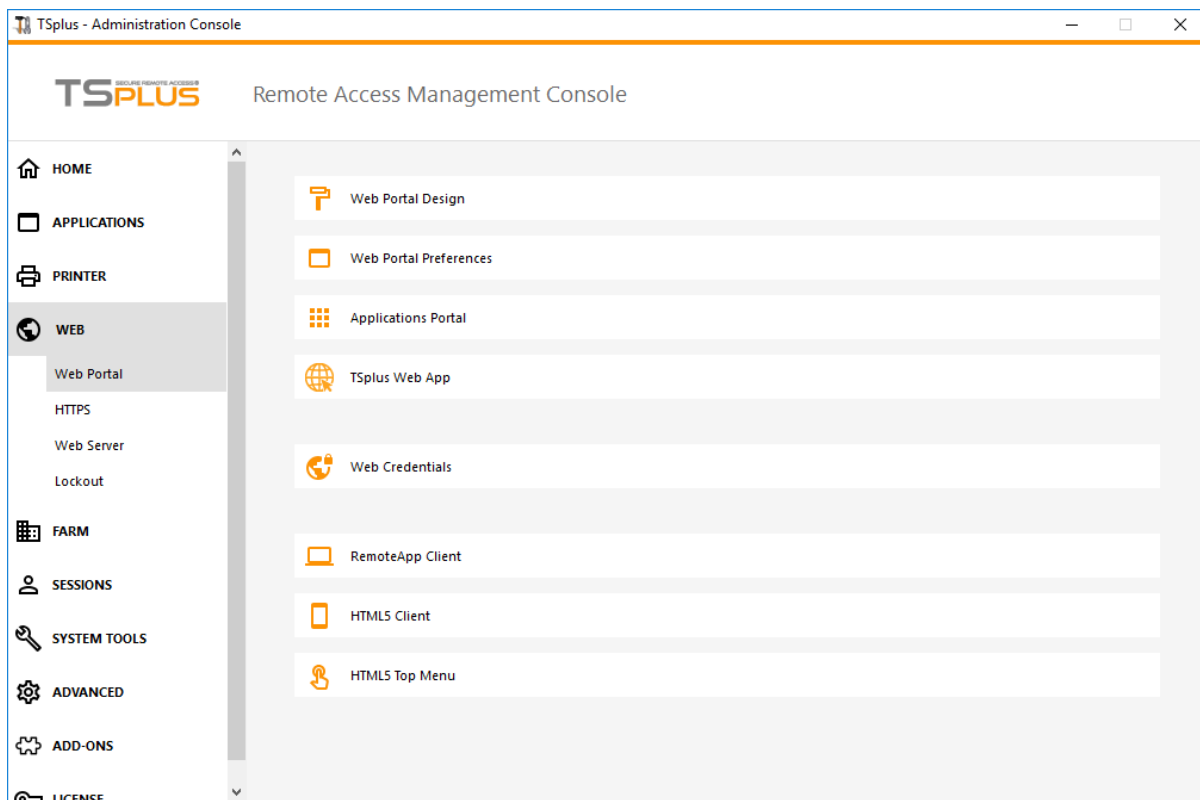 TSplus - Administration Console
TSPLUS
SECURE REMOTE ACCESS®
Remote Access Management Console
HOME
APPLICATIONS
PRINTER
WEB
Web Portal
HTTPS
Web Server
Lockout
FARM
SESSIONS
SYSTEM TOOLS
ADVANCED
ADD-ONS
LICENSE
Web Portal Design
Web Portal Preferences
Applications Portal
TSplus Web App
Web Credentials
RemoteApp Client
HTML5 Client
HTML5 Top Menu